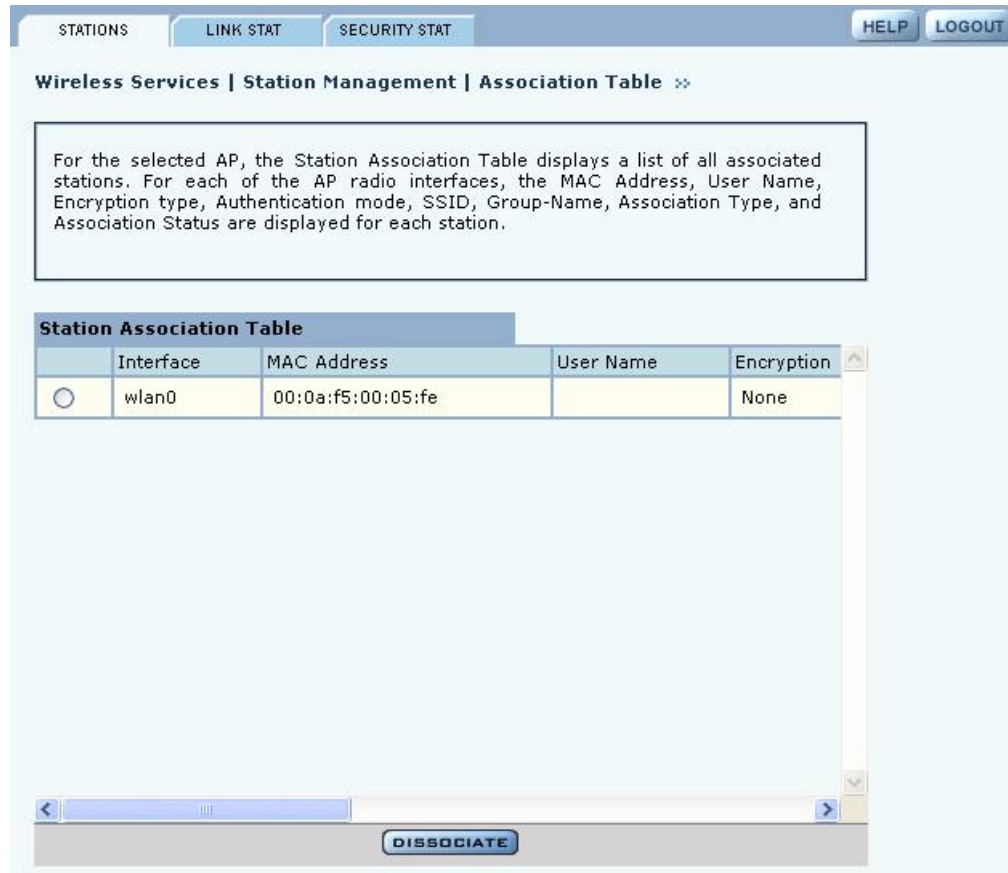 STATIONS LINK STAT SECURITY STAT HELP LOGOUT
Wireless Services | Station Management | Association Table »
For the selected AP, the Station Association Table displays a list of all associated
stations. For each of the AP radio interfaces, the MAC Address, User Name,
Encryption type, Authentication mode, SSID, Group-Name, Association Type, and
Association Status are displayed for each station.
Station Association Table
Interface MAC Address User Name Encryption
wlan0 00:0a:f5:00:05:fe None
DISSOCIATE